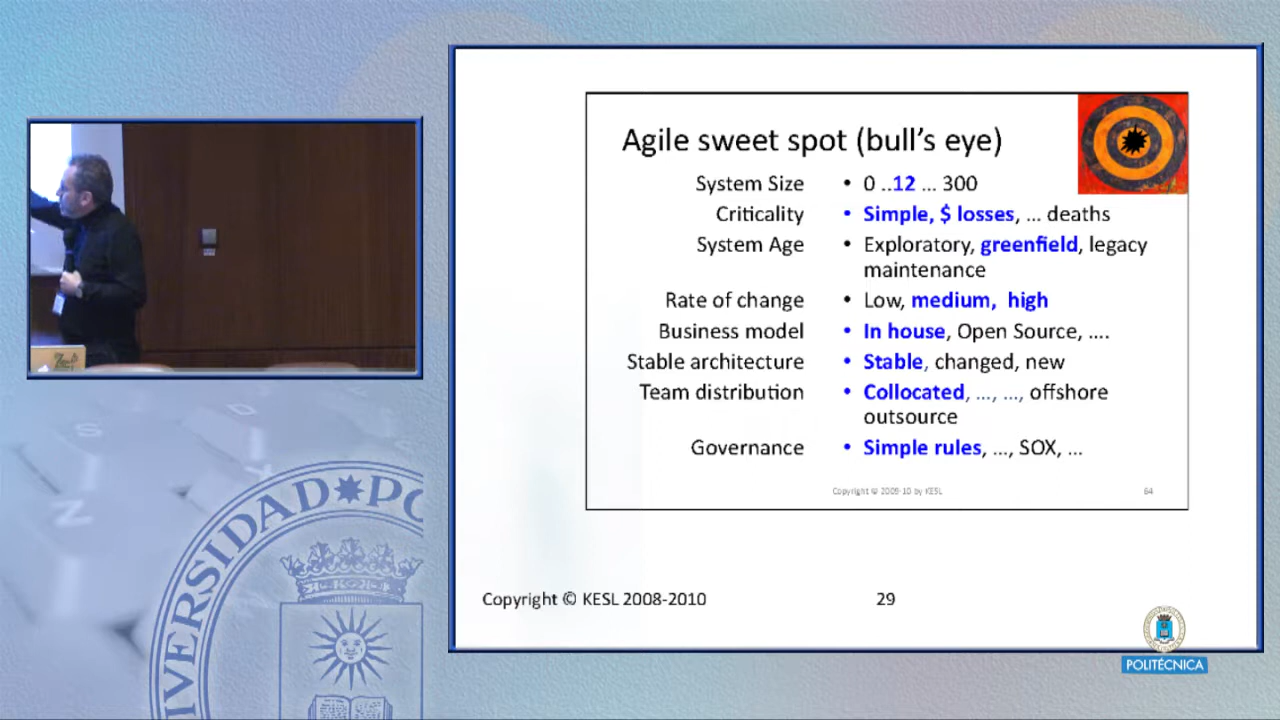 Agile sweet spot (bull's eye)
System Size • 0 ..12 ... 300
Criticality • Simple, $ losses, ... deaths
System Age • Exploratory, greenfield, legacy
maintenance
Rate of change • Low, medium, high
Business model • In house, Open Source, ....
Stable architecture • Stable, changed, new
Team distribution • Collocated, ..., ..., offshore
outsource
Governance • Simple rules, ..., SOX, ...
Copyright © 2009-10 by KESL 64
Copyright © KESL 2008-2010 29
POLITÉCNICA
VERSIDAD PO